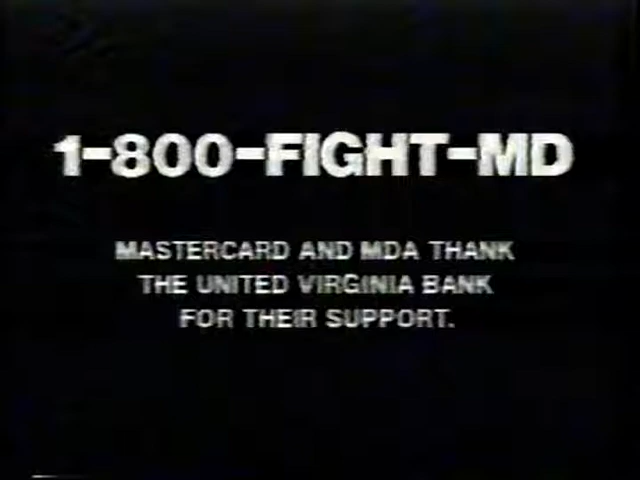 1-800-FIGHT-MD
MASTERCARD AND MDA THANK
THE UNITED VIRGINIA BANK
FOR THEIR SUPPORT.